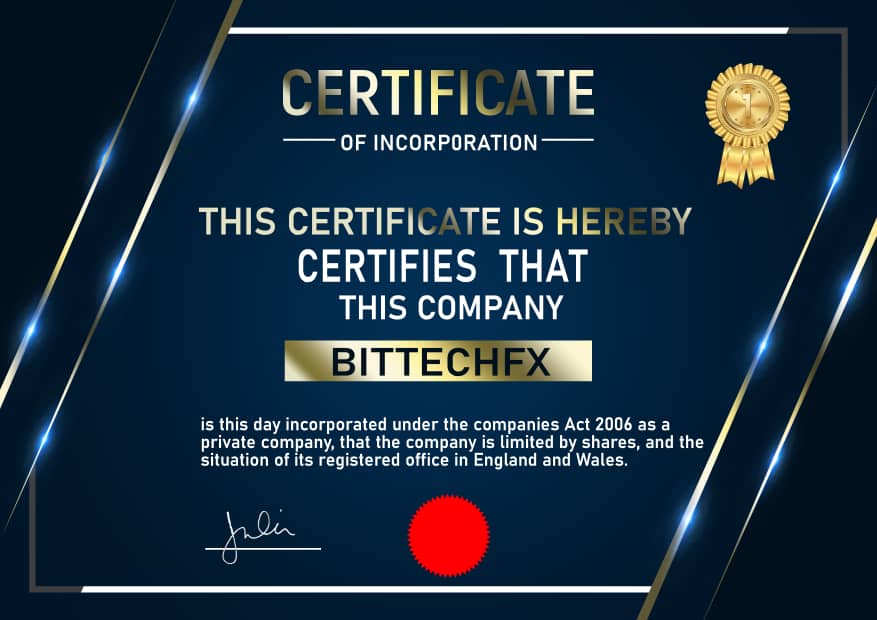 CERTIFICATE
OF INCORPORATION
1
THIS CERTIFICATE IS HEREBY
CERTIFIES THAT
THIS COMPANY
BITTECHFX
is this day incorporated under the companies Act 2006 as a
private company, that the company is limited by shares, and the
situation of its registered office in England and Wales.